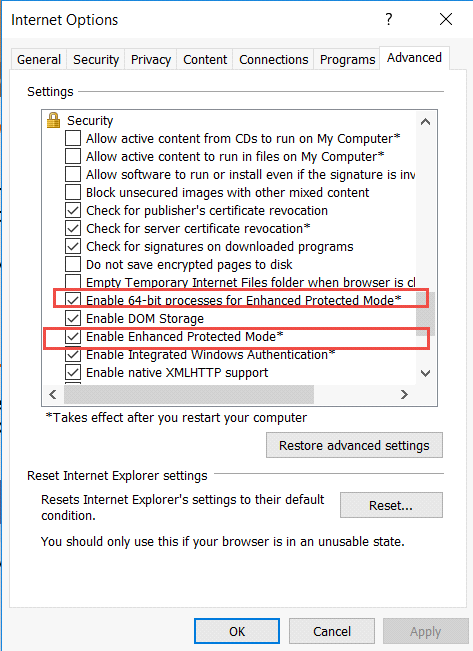 Internet Options
General
Security
Privacy
Content
Connections
Programs
Advanced
Settings
Security
Allow active content from CDs to run on My Computer*
Allow active content to run in files on My Computer*
Allow software to run or install even if the signature is inv
Block unsecured images with other mixed content
Check for publisher's certificate revocation
Check for server certificate revocation*
Check for signatures on downloaded programs
Do not save encrypted pages to disk
Empty Temporary Internet Files folder when browser is cl
Enable 64-bit processes for Enhanced Protected Mode*
Enable DOM Storage
Enable Enhanced Protected Mode*
Enable Integrated Windows Authentication*
Enable native XMLHTTP support
*Takes effect after you restart your computer
Restore advanced settings
Reset Internet Explorer settings
Resets Internet Explorer's settings to their default
condition.
Reset...
You should only use this if your browser is in an unusable state.
OK
Cancel
Apply